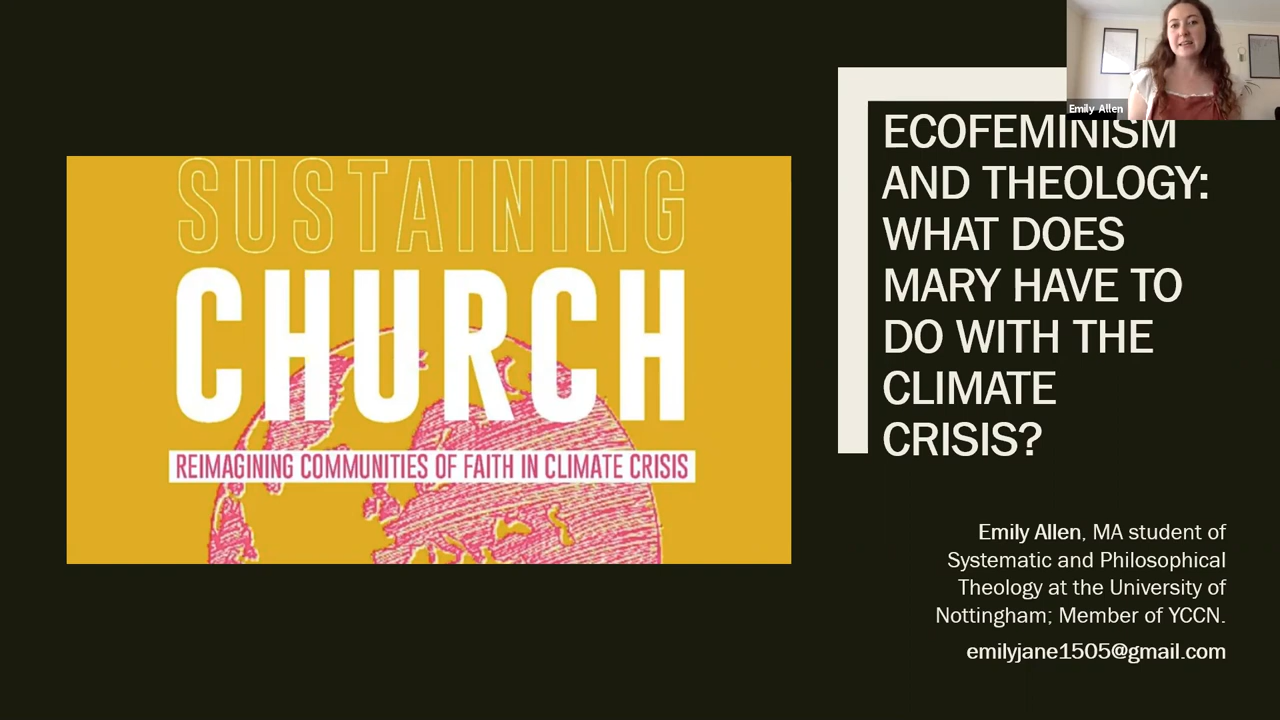 SUSTAINING
CHURCH
REIMAGINING COMMUNITIES OF FAITH IN CLIMATE CRISIS
Emily Allen
ECOFEMINISM
AND THEOLOGY:
WHAT DOES
MARY HAVE TO
DO WITH THE
CLIMATE
CRISIS?
Emily Allen, MA student of
Systematic and Philosophical
Theology at the University of
Nottingham; Member of YCCN.
emilyjane1505@gmail.com